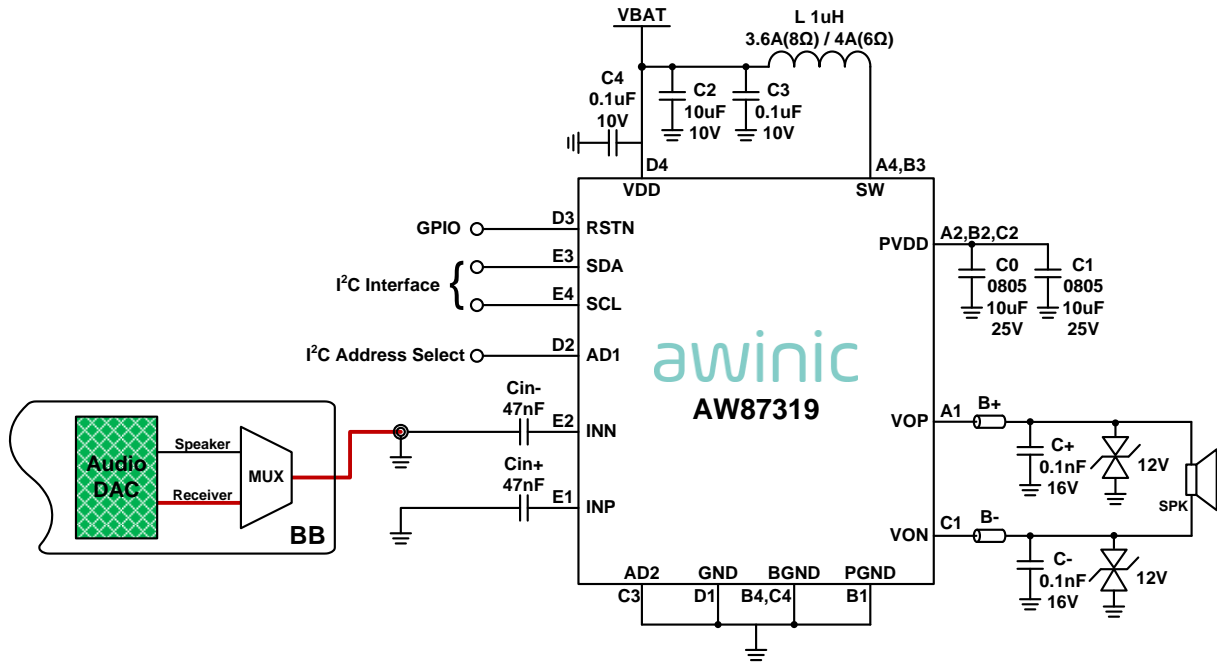 VBAT
L 1uH
3.6A(8Ω) / 4A(6Ω)
C4
0.1uF
10V
C2
10uF
10V
C3
0.1uF
10V
D4
A4,B3
VDD
SW
GPIO
D3
RSTN
E3
SDA
I²C Interface
{
E4
SCL
I²C Address Select
D2
AD1
PVDD
A2,B2,C2
C0
0805
10uF
25V
C1
0805
10uF
25V
awinic
AW87319
Cin-
47nF
E2
INN
Cin+
47nF
E1
INP
Audio
DAC
Speaker
Receiver
MUX
BB
VOP
A1
B+
C+
0.1nF
16V
12V
SPK
VON
C1
B-
C-
0.1nF
16V
12V
AD2
GND
BGND
PGND
C3
D1
B4,C4
B1